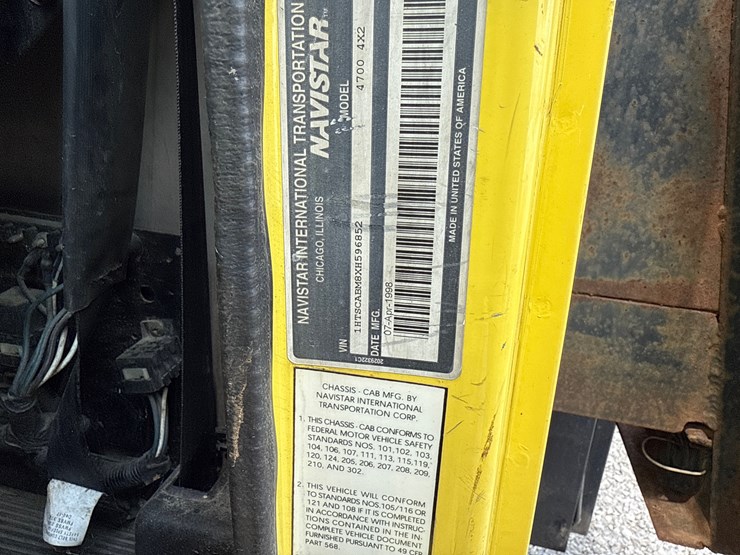 NAVISTAR INTERNATIONAL TRANSPORTATION
CHICAGO, ILLINOIS
NAVISTAR™
VIN
MODEL
1HTSCABM8XH596852
4700 4X2
DATE MFG.
07-Apr-1998
MADE IN UNITED STATES OF AMERICA
2029322C1
CHASSIS - CAB MFG. BY
NAVISTAR INTERNATIONAL
TRANSPORTATION CORP.
1. THIS CHASSIS - CAB CONFORMS TO
FEDERAL MOTOR VEHICLE SAFETY
STANDARDS NOS. 101, 102, 103,
104, 106, 107, 111, 113, 115, 119,
120, 124, 205, 206, 207, 208, 209,
210, AND 302.
2. THIS VEHICLE WILL CONFORM
TO STANDARDS NOS. 105/116 OR
121 AND 108 IF IT IS COMPLETED
IN ACCORDANCE WITH INSTRUC-
TIONS CONTAINED IN THE IN-
COMPLETE VEHICLE DOCUMENT
FURNISHED PURSUANT TO 49 CFR
PART 568.